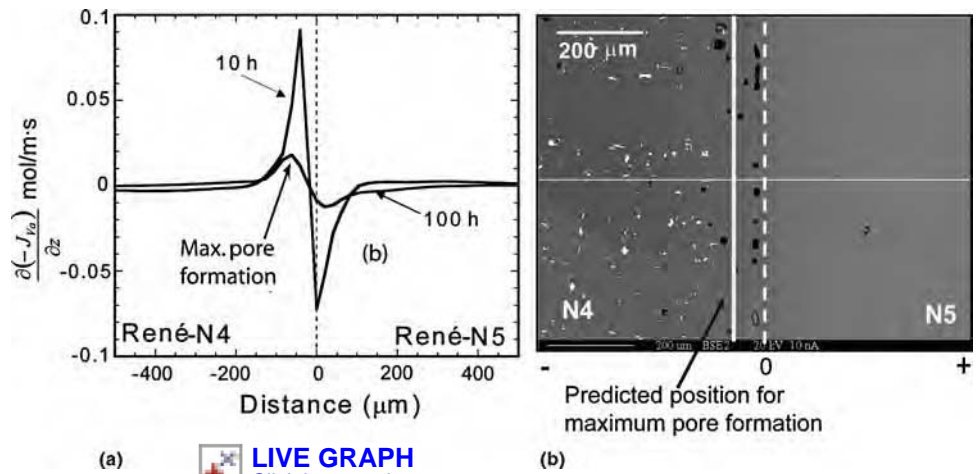 0.1
0.05
0
-0.05
-0.1
∂(−J_Va)/∂z mol/m·s
10 h
100 h
Max. pore
formation
(b)
René-N4
René-N5
-400
-200
0
200
400
Distance (μm)
(a)
LIVE GRAPH
200 μm
N4
N5
200 um BSE2 20 kV 10 nA
-
0
+
Predicted position for
maximum pore formation
(b)